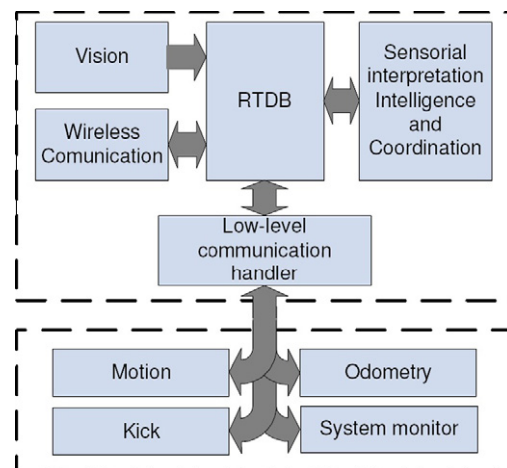 Vision
Wireless
Comunication
RTDB
Sensorial
interpretation
Intelligence
and
Coordination
Low-level
communication
handler
Motion
Odometry
Kick
System monitor